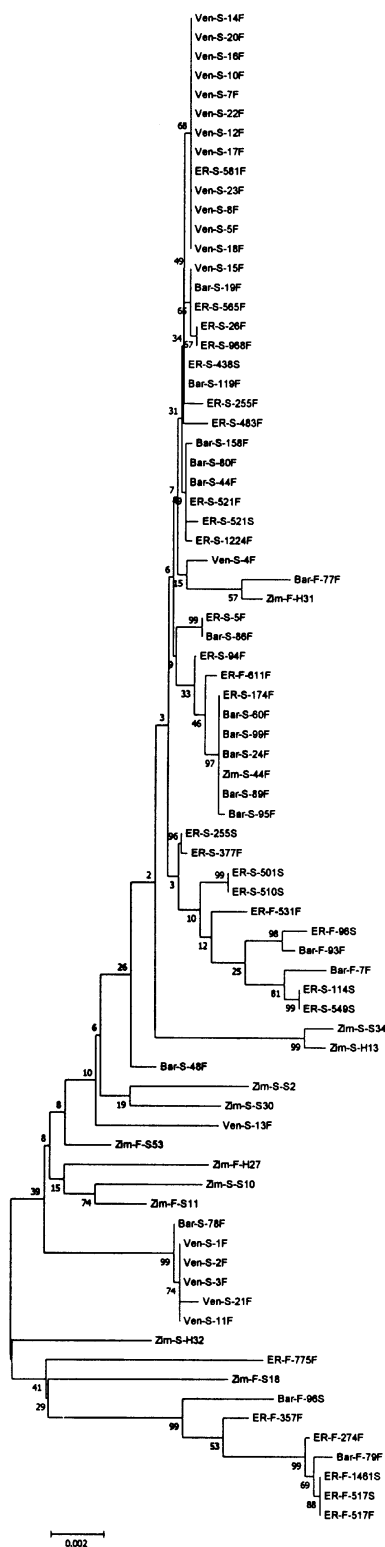 Ven-S-14F
Ven-S-20F
Ven-S-16F
Ven-S-10F
Ven-S-7F
Ven-S-22F
68
Ven-S-12F
Ven-S-17F
ER-S-581F
Ven-S-23F
Ven-S-8F
Ven-S-5F
Ven-S-18F
49
Ven-S-15F
Bar-S-19F
ER-S-565F
65
ER-S-26F
34
57
ER-S-968F
ER-S-438S
Bar-S-119F
ER-S-255F
31
ER-S-483F
Bar-S-158F
Bar-S-80F
Bar-S-44F
7
ER-S-521F
ER-S-521S
ER-S-1224F
Ven-S-4F
6
15
Bar-F-77F
57
Zim-F-H31
99
ER-S-5F
Bar-S-86F
ER-S-94F
9
33
ER-F-611F
ER-S-174F
Bar-S-60F
3
46
Bar-S-99F
Bar-S-24F
97
Zim-S-44F
Bar-S-89F
Bar-S-95F
96
ER-S-255S
ER-S-377F
99
ER-S-501S
2
3
ER-S-510S
10
ER-F-531F
12
98
ER-F-96S
Bar-F-93F
26
25
Bar-F-7F
81
ER-S-114S
99
ER-S-549S
Zim-S-S34
6
99
Zim-S-H13
Bar-S-48F
10
Zim-S-S2
19
Zim-S-S30
8
Ven-S-13F
8
Zim-F-S53
Zim-F-H27
39
15
Zim-S-S10
74
Zim-F-S11
Bar-S-78F
Ven-S-1F
99
Ven-S-2F
74
Ven-S-3F
Ven-S-21F
Ven-S-11F
Zim-S-H32
ER-F-775F
41
Zim-F-S18
29
Bar-F-96S
99
ER-F-357F
53
ER-F-274F
99
Bar-F-79F
69
ER-F-1461S
88
ER-F-517S
ER-F-517F
0.002